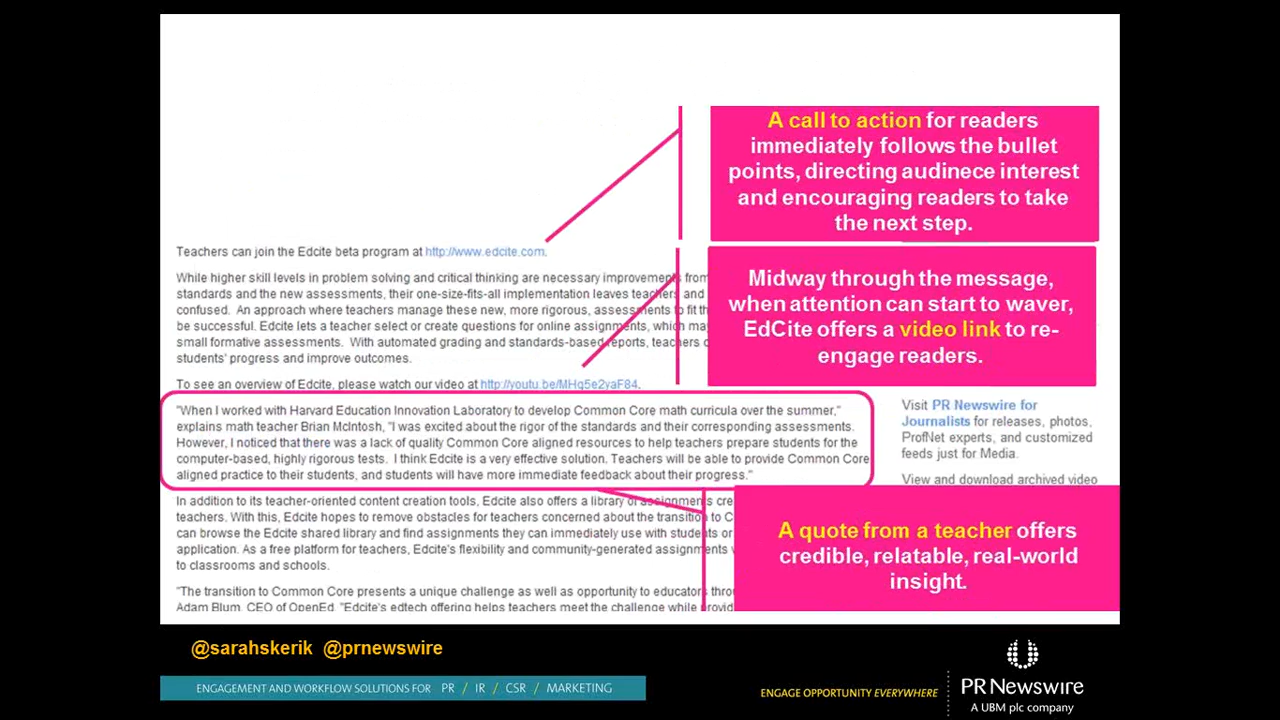 A call to action for readers
immediately follows the bullet
points, directing audinece interest
and encouraging readers to take
the next step.
Teachers can join the Edcite beta program at http://www.edcite.com.
While higher skill levels in problem solving and critical thinking are necessary improvements from
standards and the new assessments, their one-size-fits-all implementation leaves teachers and
confused. An approach where teachers manage these new, more rigorous, assessments to fit th
be successful. Edcite lets a teacher select or create questions for online assignments, which may
small formative assessments. With automated grading and standards-based reports, teachers c
students' progress and improve outcomes.
Midway through the message,
when attention can start to waver,
EdCite offers a video link to re-
engage readers.
To see an overview of Edcite, please watch our video at http://youtu.be/MHq5e2yaF84.
"When I worked with Harvard Education Innovation Laboratory to develop Common Core math curricula over the summer,"
explains math teacher Brian McIntosh, "I was excited about the rigor of the standards and their corresponding assessments.
However, I noticed that there was a lack of quality Common Core aligned resources to help teachers prepare students for the
computer-based, highly rigorous tests. I think Edcite is a very effective solution. Teachers will be able to provide Common Core
aligned practice to their students, and students will have more immediate feedback about their progress."
Visit PR Newswire for
Journalists for releases, photos,
ProfNet experts, and customized
feeds just for Media.
View and download archived video
In addition to its teacher-oriented content creation tools, Edcite also offers a library of assignments cre
teachers. With this, Edcite hopes to remove obstacles for teachers concerned about the transition to C
can browse the Edcite shared library and find assignments they can immediately use with students or
application. As a free platform for teachers, Edcite's flexibility and community-generated assignments
to classrooms and schools.
"The transition to Common Core presents a unique challenge as well as opportunity to educators throu
Adam Blum, CEO of OpenEd. "Edcite's edtech offering helps teachers meet the challenge while provid
A quote from a teacher offers
credible, relatable, real-world
insight.
@sarahskerik @prnewswire
ENGAGEMENT AND WORKFLOW SOLUTIONS FOR PR / IR / CSR / MARKETING
ENGAGE OPPORTUNITY EVERYWHERE
PR Newswire
A UBM plc company